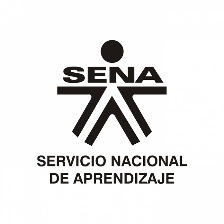 SENA
SERVICIO NACIONAL
DE APRENDIZAJE